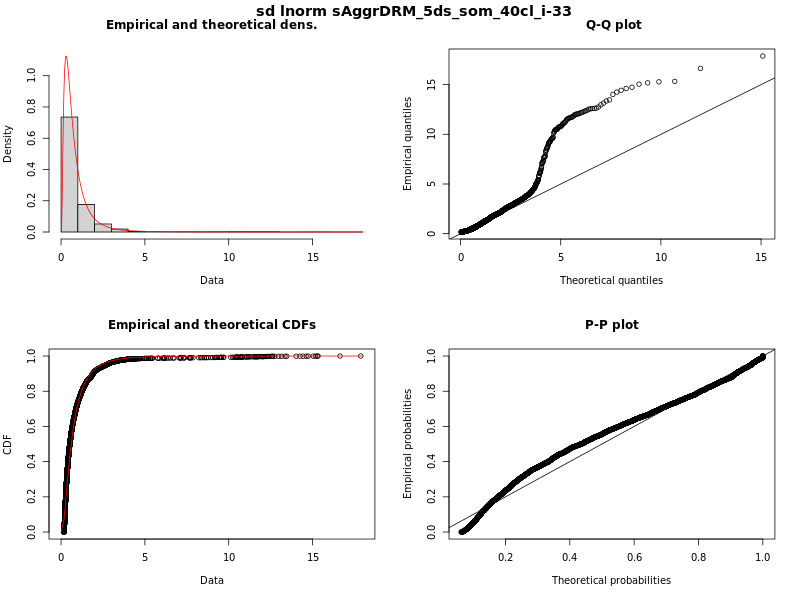 sd lnorm sAggrDRM_5ds_som_40cl_i-33
Empirical and theoretical dens.
Density
0.0 0.2 0.4 0.6 0.8 1.0
0 5 10 15
Data
Q-Q plot
Empirical quantiles
0 5 10 15
0 5 10 15
Theoretical quantiles
Empirical and theoretical CDFs
CDF
0.0 0.2 0.4 0.6 0.8 1.0
0 5 10 15
Data
P-P plot
Empirical probabilities
0.0 0.2 0.4 0.6 0.8 1.0
0.2 0.4 0.6 0.8 1.0
Theoretical probabilities